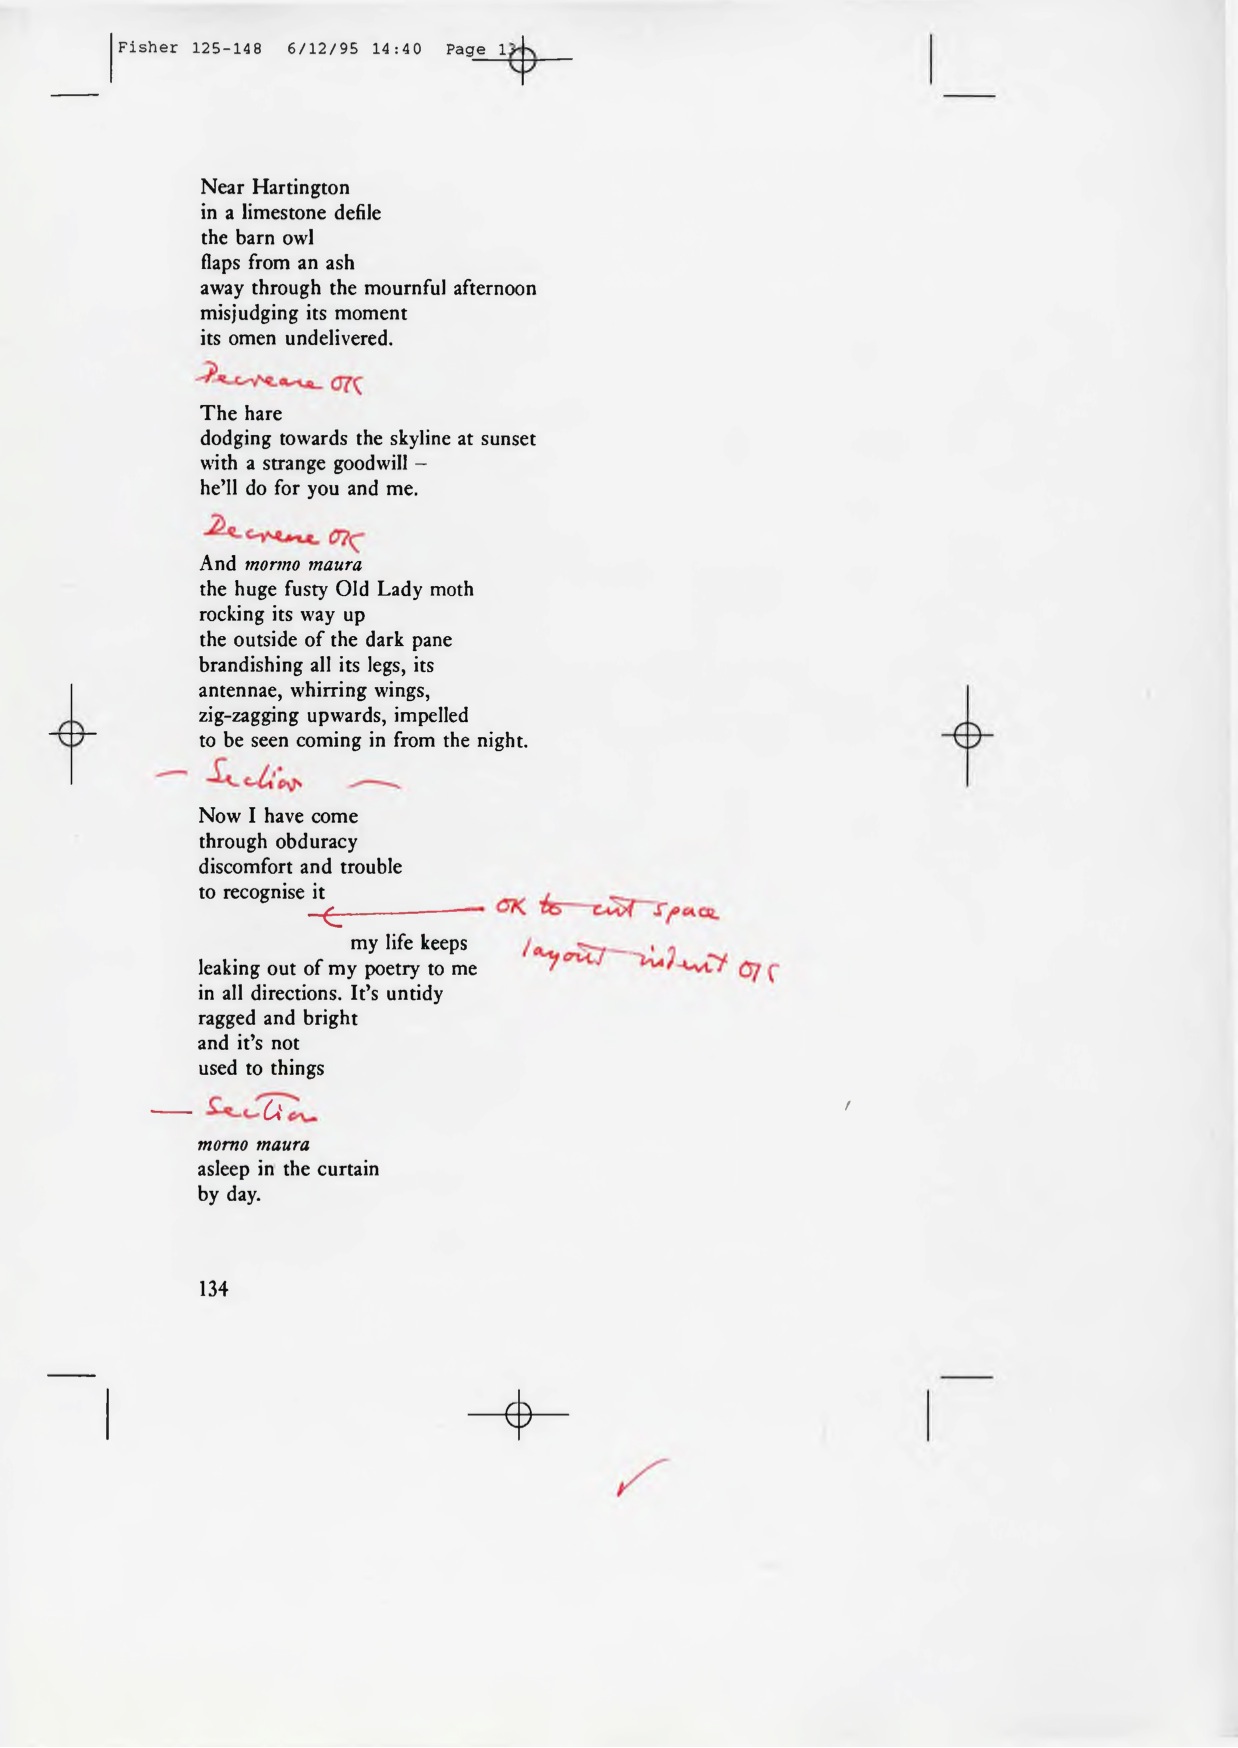 Fisher 125-148 6/12/95 14:40 Page 13
Near Hartington
in a limestone defile
the barn owl
flaps from an ash
away through the mournful afternoon
misjudging its moment
its omen undelivered.
Decrease OK
The hare
dodging towards the skyline at sunset
with a strange goodwill –
he'll do for you and me.
Decrease OK
And mormo maura
the huge fusty Old Lady moth
rocking its way up
the outside of the dark pane
brandishing all its legs, its
antennae, whirring wings,
zig-zagging upwards, impelled
to be seen coming in from the night.
— Section —
Now I have come
through obduracy
discomfort and trouble
to recognise it
OK to cut space
my life keeps
layout indent OK
leaking out of my poetry to me
in all directions. It's untidy
ragged and bright
and it's not
used to things
— Section
morno maura
asleep in the curtain
by day.
134